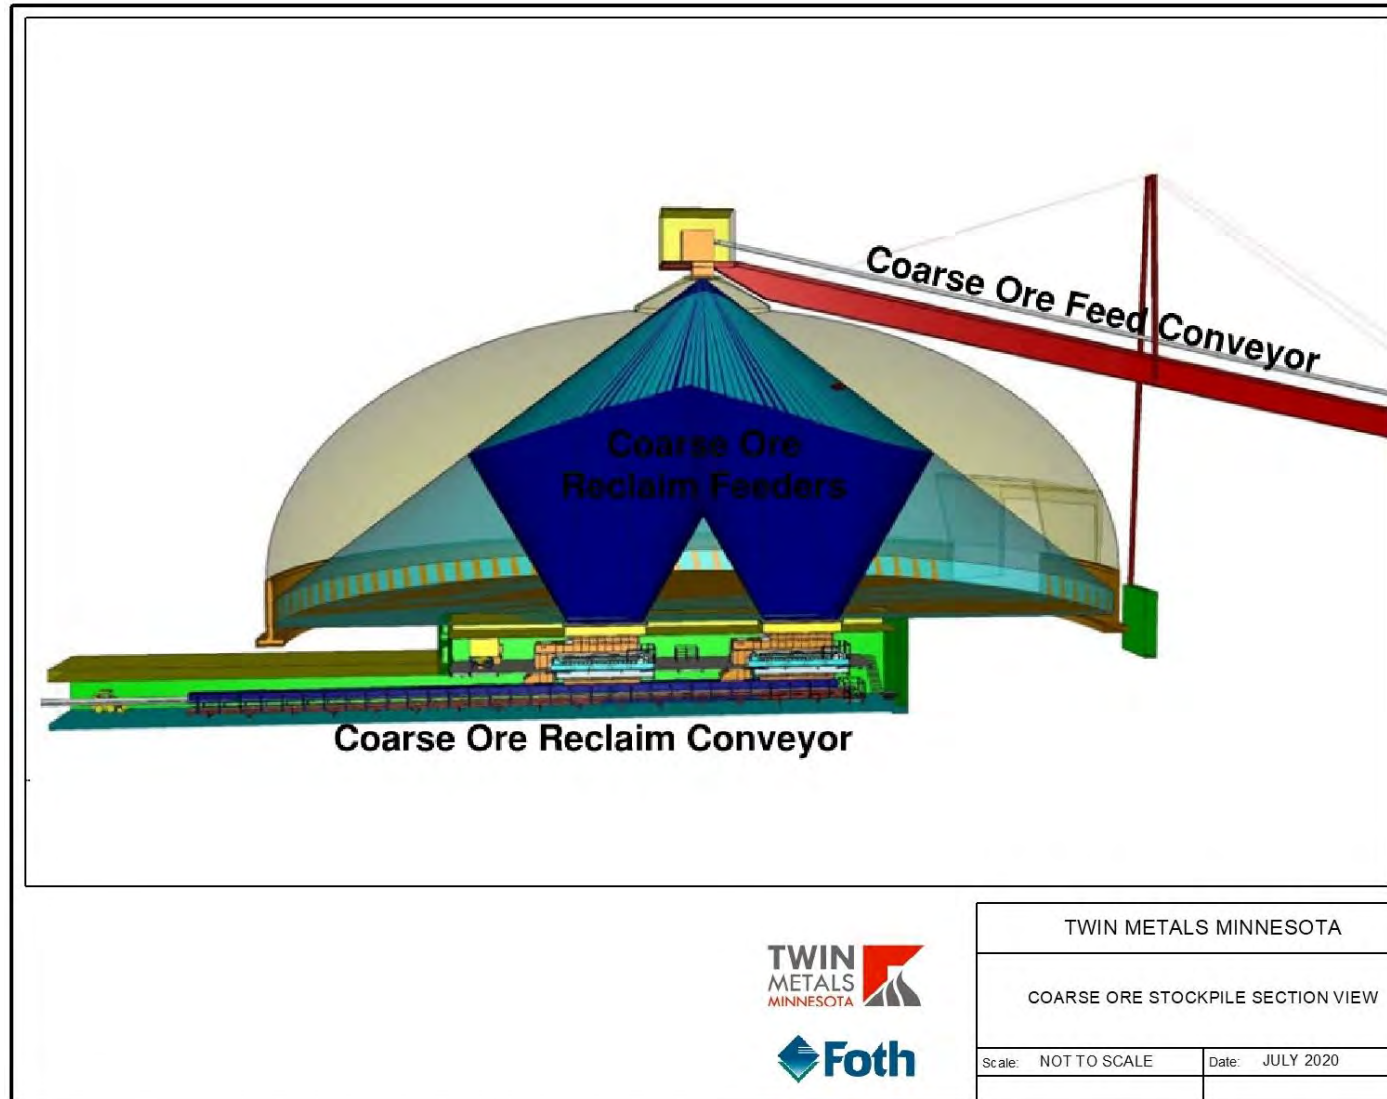 Coarse Ore Feed Conveyor
Coarse Ore
Reclaim Feeders
Coarse Ore Reclaim Conveyor
TWIN
METALS
MINNESOTA
Foth
TWIN METALS MINNESOTA
COARSE ORE STOCKPILE SECTION VIEW
Scale: NOT TO SCALE
Date: JULY 2020